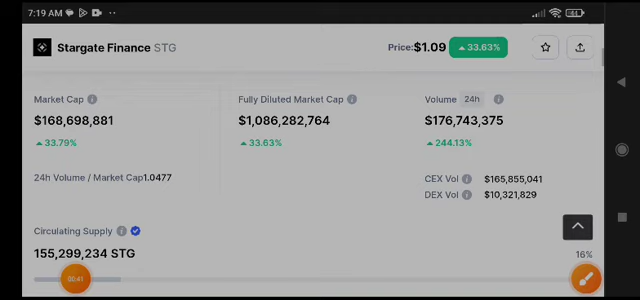 7:19 AM
Stargate Finance STG
Price:$1.09
33.63%
Market Cap
$168,698,881
33.79%
Fully Diluted Market Cap
$1,086,282,764
33.63%
Volume 24h
$176,743,375
244.13%
24h Volume / Market Cap1.0477
CEX Vol $165,855,041
DEX Vol $10,321,829
Circulating Supply
155,299,234 STG
16%
00:41